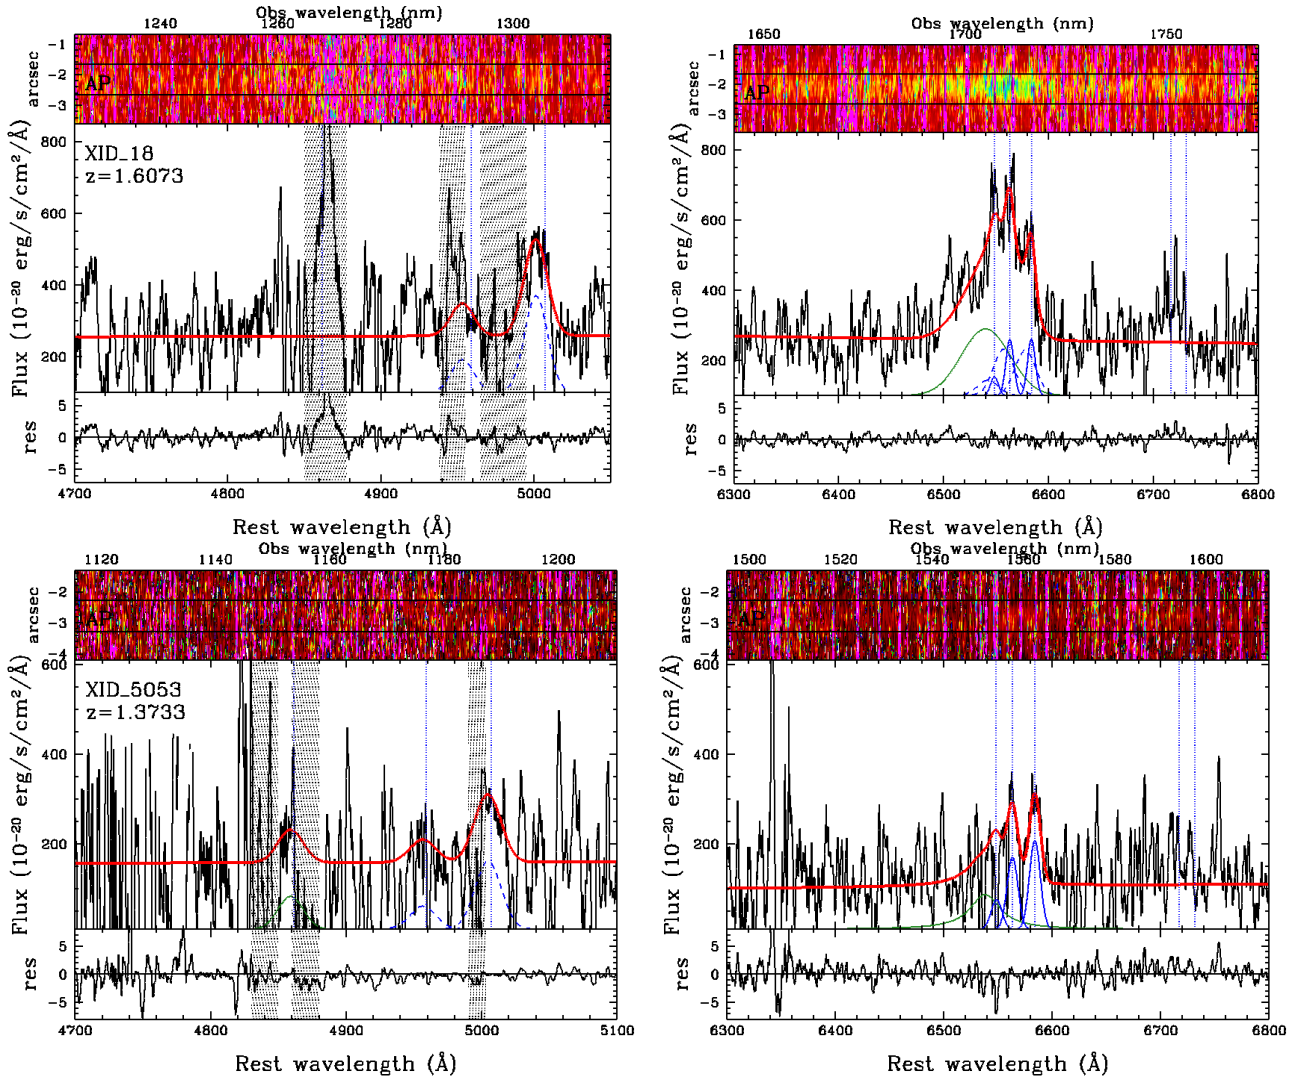 Obs wavelength (nm)
1240 1260 1280 1300
arcsec
-1
-2
-3
AP
XID_18
z=1.6073
Flux (10⁻²⁰ erg/s/cm²/Å)
800
600
400
200
res
5
0
-5
4700 4800 4900 5000
Rest wavelength (Å)
Obs wavelength (nm)
1650 1700 1750
arcsec
-1
-2
-3
AP
Flux (10⁻²⁰ erg/s/cm²/Å)
800
600
400
200
res
5
0
-5
6300 6400 6500 6600 6700 6800
Rest wavelength (Å)
Obs wavelength (nm)
1120 1140 1160 1180 1200
arcsec
-2
-3
-4
AP
XID_5053
z=1.3733
Flux (10⁻²⁰ erg/s/cm²/Å)
600
400
200
res
5
0
-5
4700 4800 4900 5000 5100
Rest wavelength (Å)
Obs wavelength (nm)
1500 1520 1540 1560 1580 1600
arcsec
-2
-3
-4
AP
Flux (10⁻²⁰ erg/s/cm²/Å)
600
400
200
res
5
0
-5
6300 6400 6500 6600 6700 6800
Rest wavelength (Å)